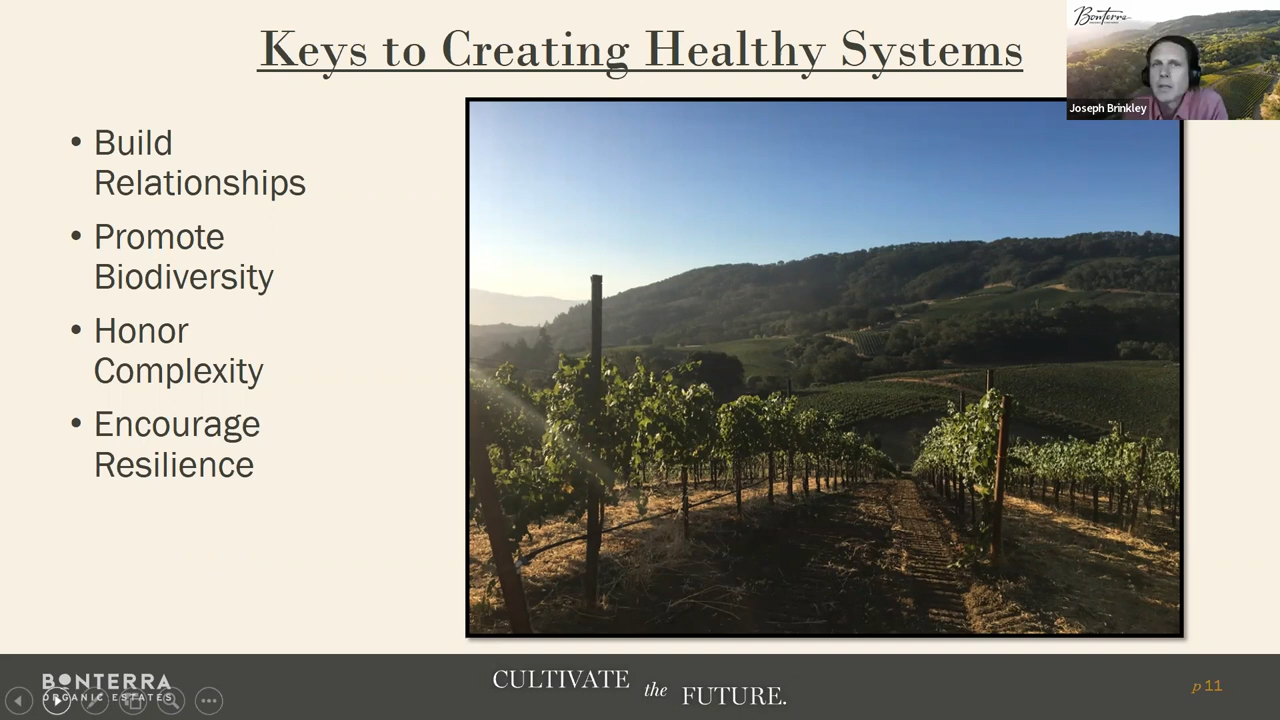 Keys to Creating Healthy Systems
Bonterra
Joseph Brinkley
• Build
Relationships
• Promote
Biodiversity
• Honor
Complexity
• Encourage
Resilience
BONTERRA
ORGANIC ESTATES
CULTIVATE the FUTURE.
p11